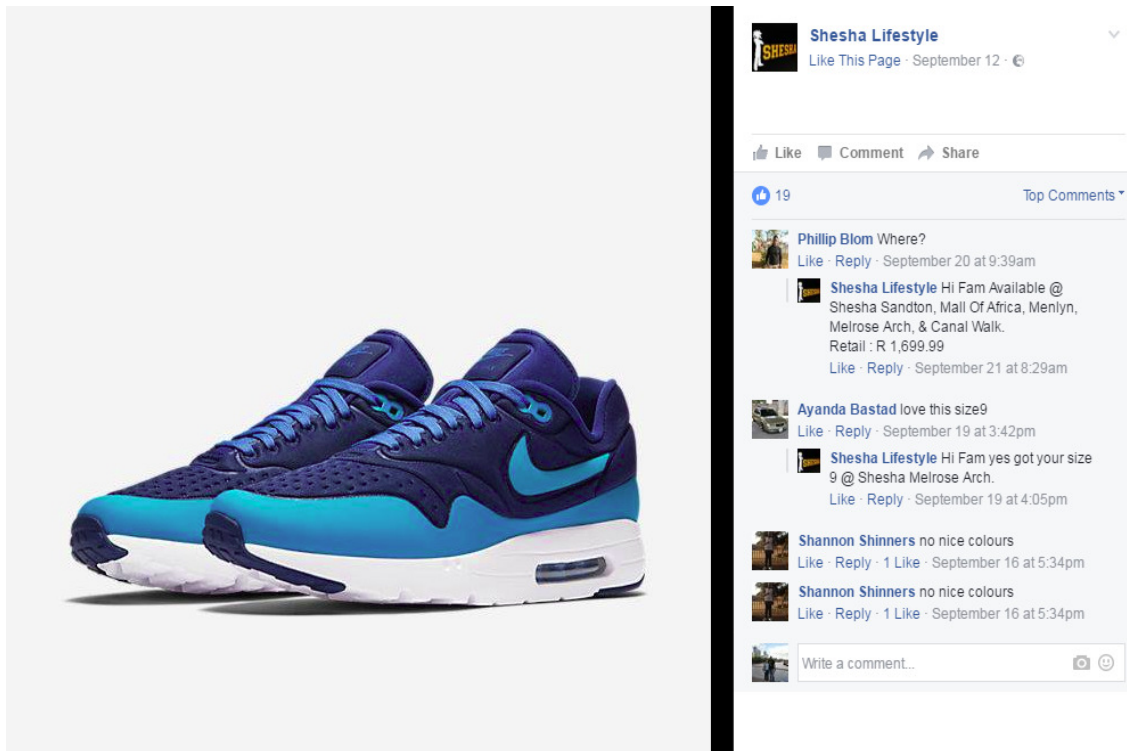 SHESHA
Shesha Lifestyle
Like This Page · September 12 ·
Like Comment Share
19 Top Comments
Phillip Blom Where?
Like · Reply · September 20 at 9:39am
Shesha Lifestyle Hi Fam Available @
Shesha Sandton, Mall Of Africa, Menlyn,
Melrose Arch, & Canal Walk.
Retail : R 1,699.99
Like · Reply · September 21 at 8:29am
Ayanda Bastad love this size9
Like · Reply · September 19 at 3:42pm
Shesha Lifestyle Hi Fam yes got your size
9 @ Shesha Melrose Arch.
Like · Reply · September 19 at 4:05pm
Shannon Shinners no nice colours
Like · Reply · 1 Like · September 16 at 5:34pm
Shannon Shinners no nice colours
Like · Reply · 1 Like · September 16 at 5:34pm
Write a comment...